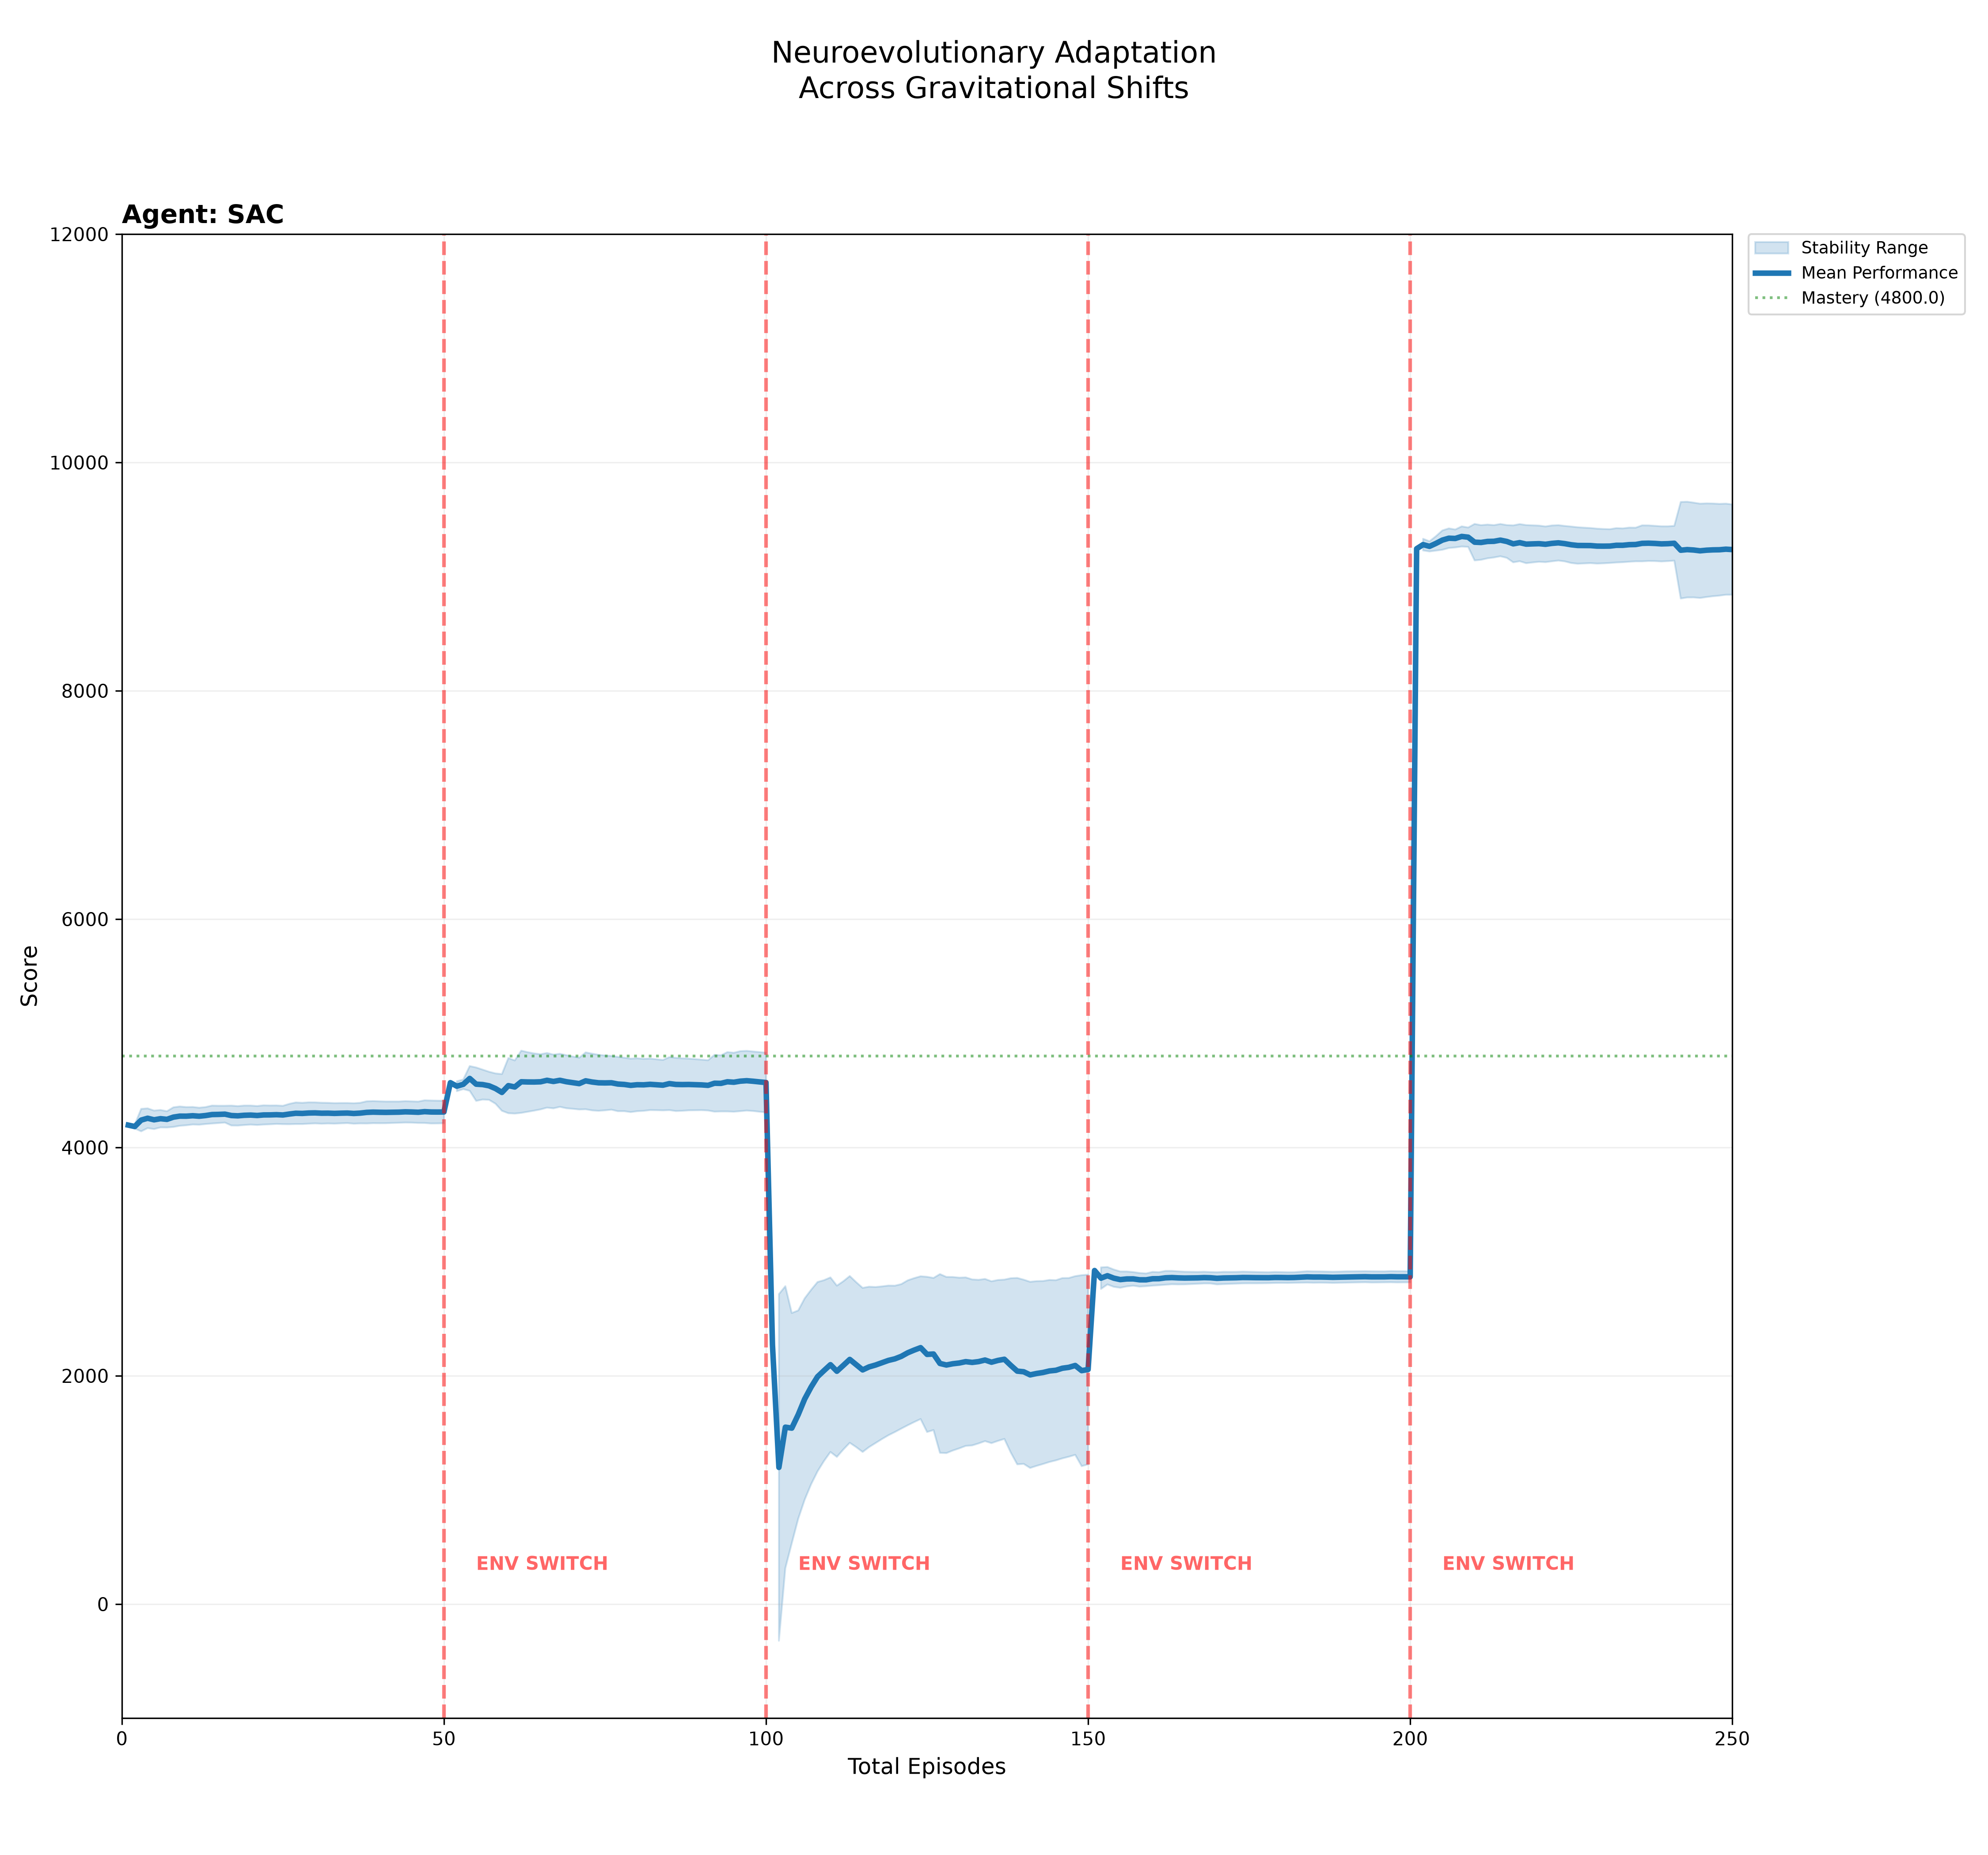 Neuroevolutionary Adaptation
Across Gravitational Shifts
Agent: SAC
Stability Range
Mean Performance
Mastery (4800.0)
12000
10000
8000
6000
4000
2000
0
Score
ENV SWITCH
ENV SWITCH
ENV SWITCH
ENV SWITCH
0
50
100
150
200
250
Total Episodes